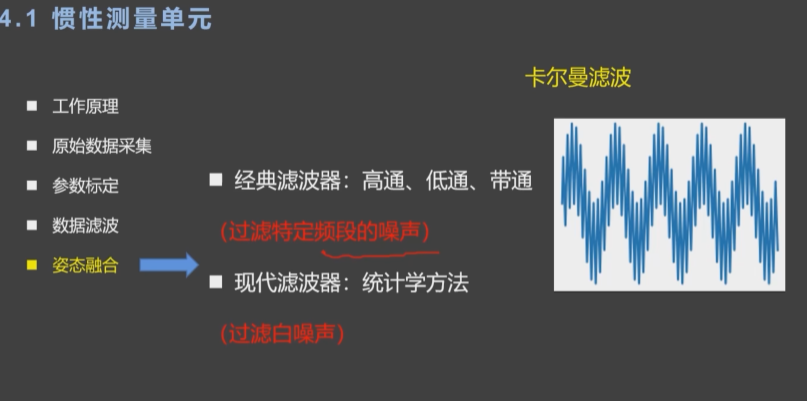 4.1 惯性测量单元
卡尔曼滤波
工作原理
原始数据采集
参数标定
数据滤波
姿态融合
经典滤波器：高通、低通、带通
(过滤特定频段的噪声)
现代滤波器：统计学方法
(过滤白噪声)